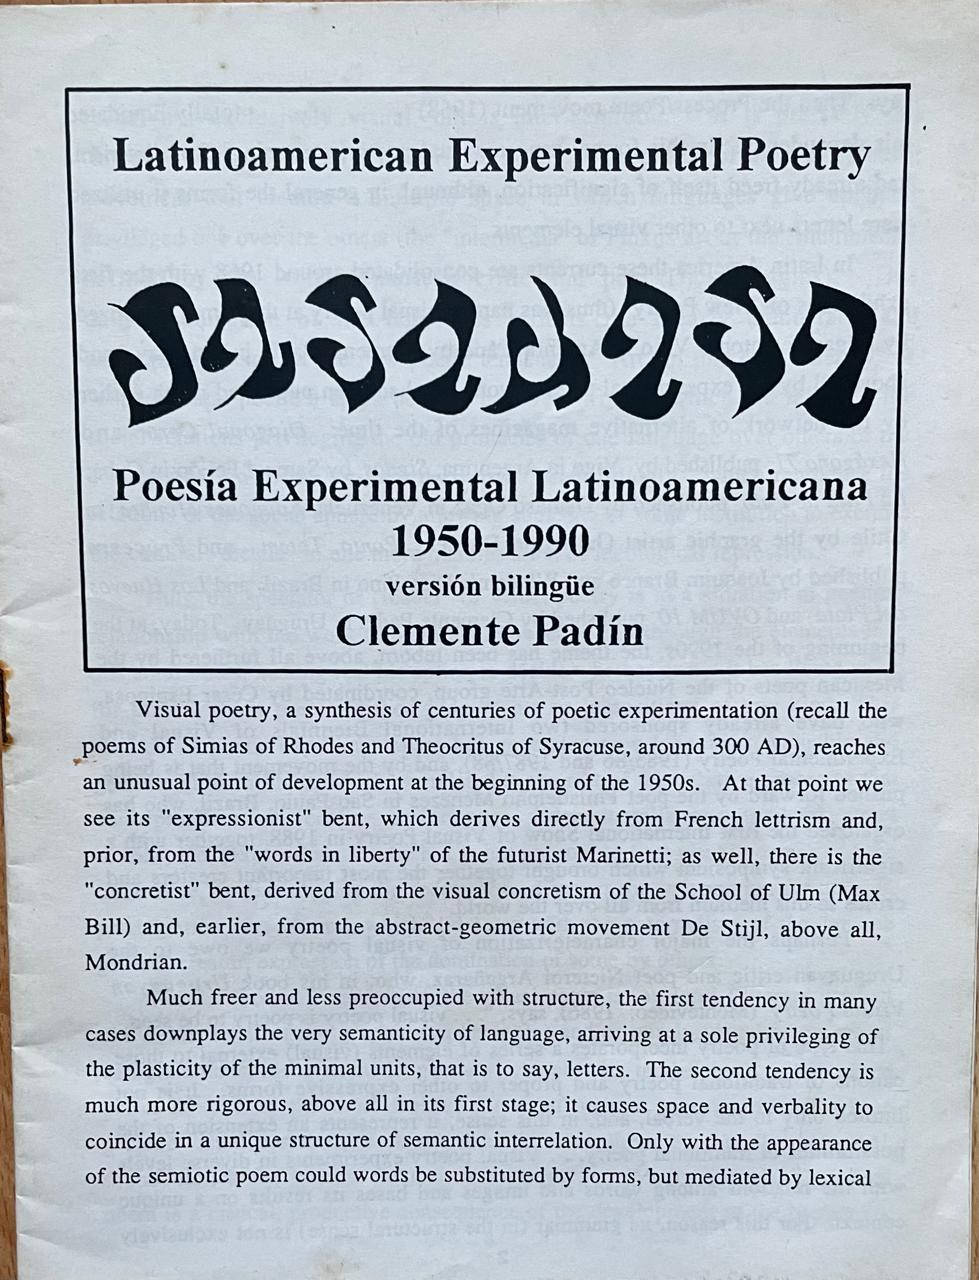 Latinoamerican Experimental Poetry
Poesía Experimental Latinoamericana
1950-1990
versión bilingüe
Clemente Padín
Visual poetry, a synthesis of centuries of poetic experimentation (recall the
poems of Simias of Rhodes and Theocritus of Syracuse, around 300 AD), reaches
an unusual point of development at the beginning of the 1950s. At that point we
see its "expressionist" bent, which derives directly from French lettrism and,
prior, from the "words in liberty" of the futurist Marinetti; as well, there is the
"concretist" bent, derived from the visual concretism of the School of Ulm (Max
Bill) and, earlier, from the abstract-geometric movement De Stijl, above all,
Mondrian.
Much freer and less preoccupied with structure, the first tendency in many
cases downplays the very semanticity of language, arriving at a sole privileging of
the plasticity of the minimal units, that is to say, letters. The second tendency is
much more rigorous, above all in its first stage; it causes space and verbality to
coincide in a unique structure of semantic interrelation. Only with the appearance
of the semiotic poem could words be substituted by forms, but mediated by lexical